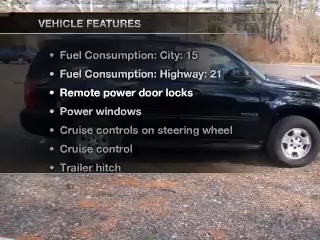 VEHICLE FEATURES
• Fuel Consumption: City: 15
• Fuel Consumption: Highway: 21
• Remote power door locks
• Power windows
• Cruise controls on steering wheel
• Cruise control
• Trailer hitch